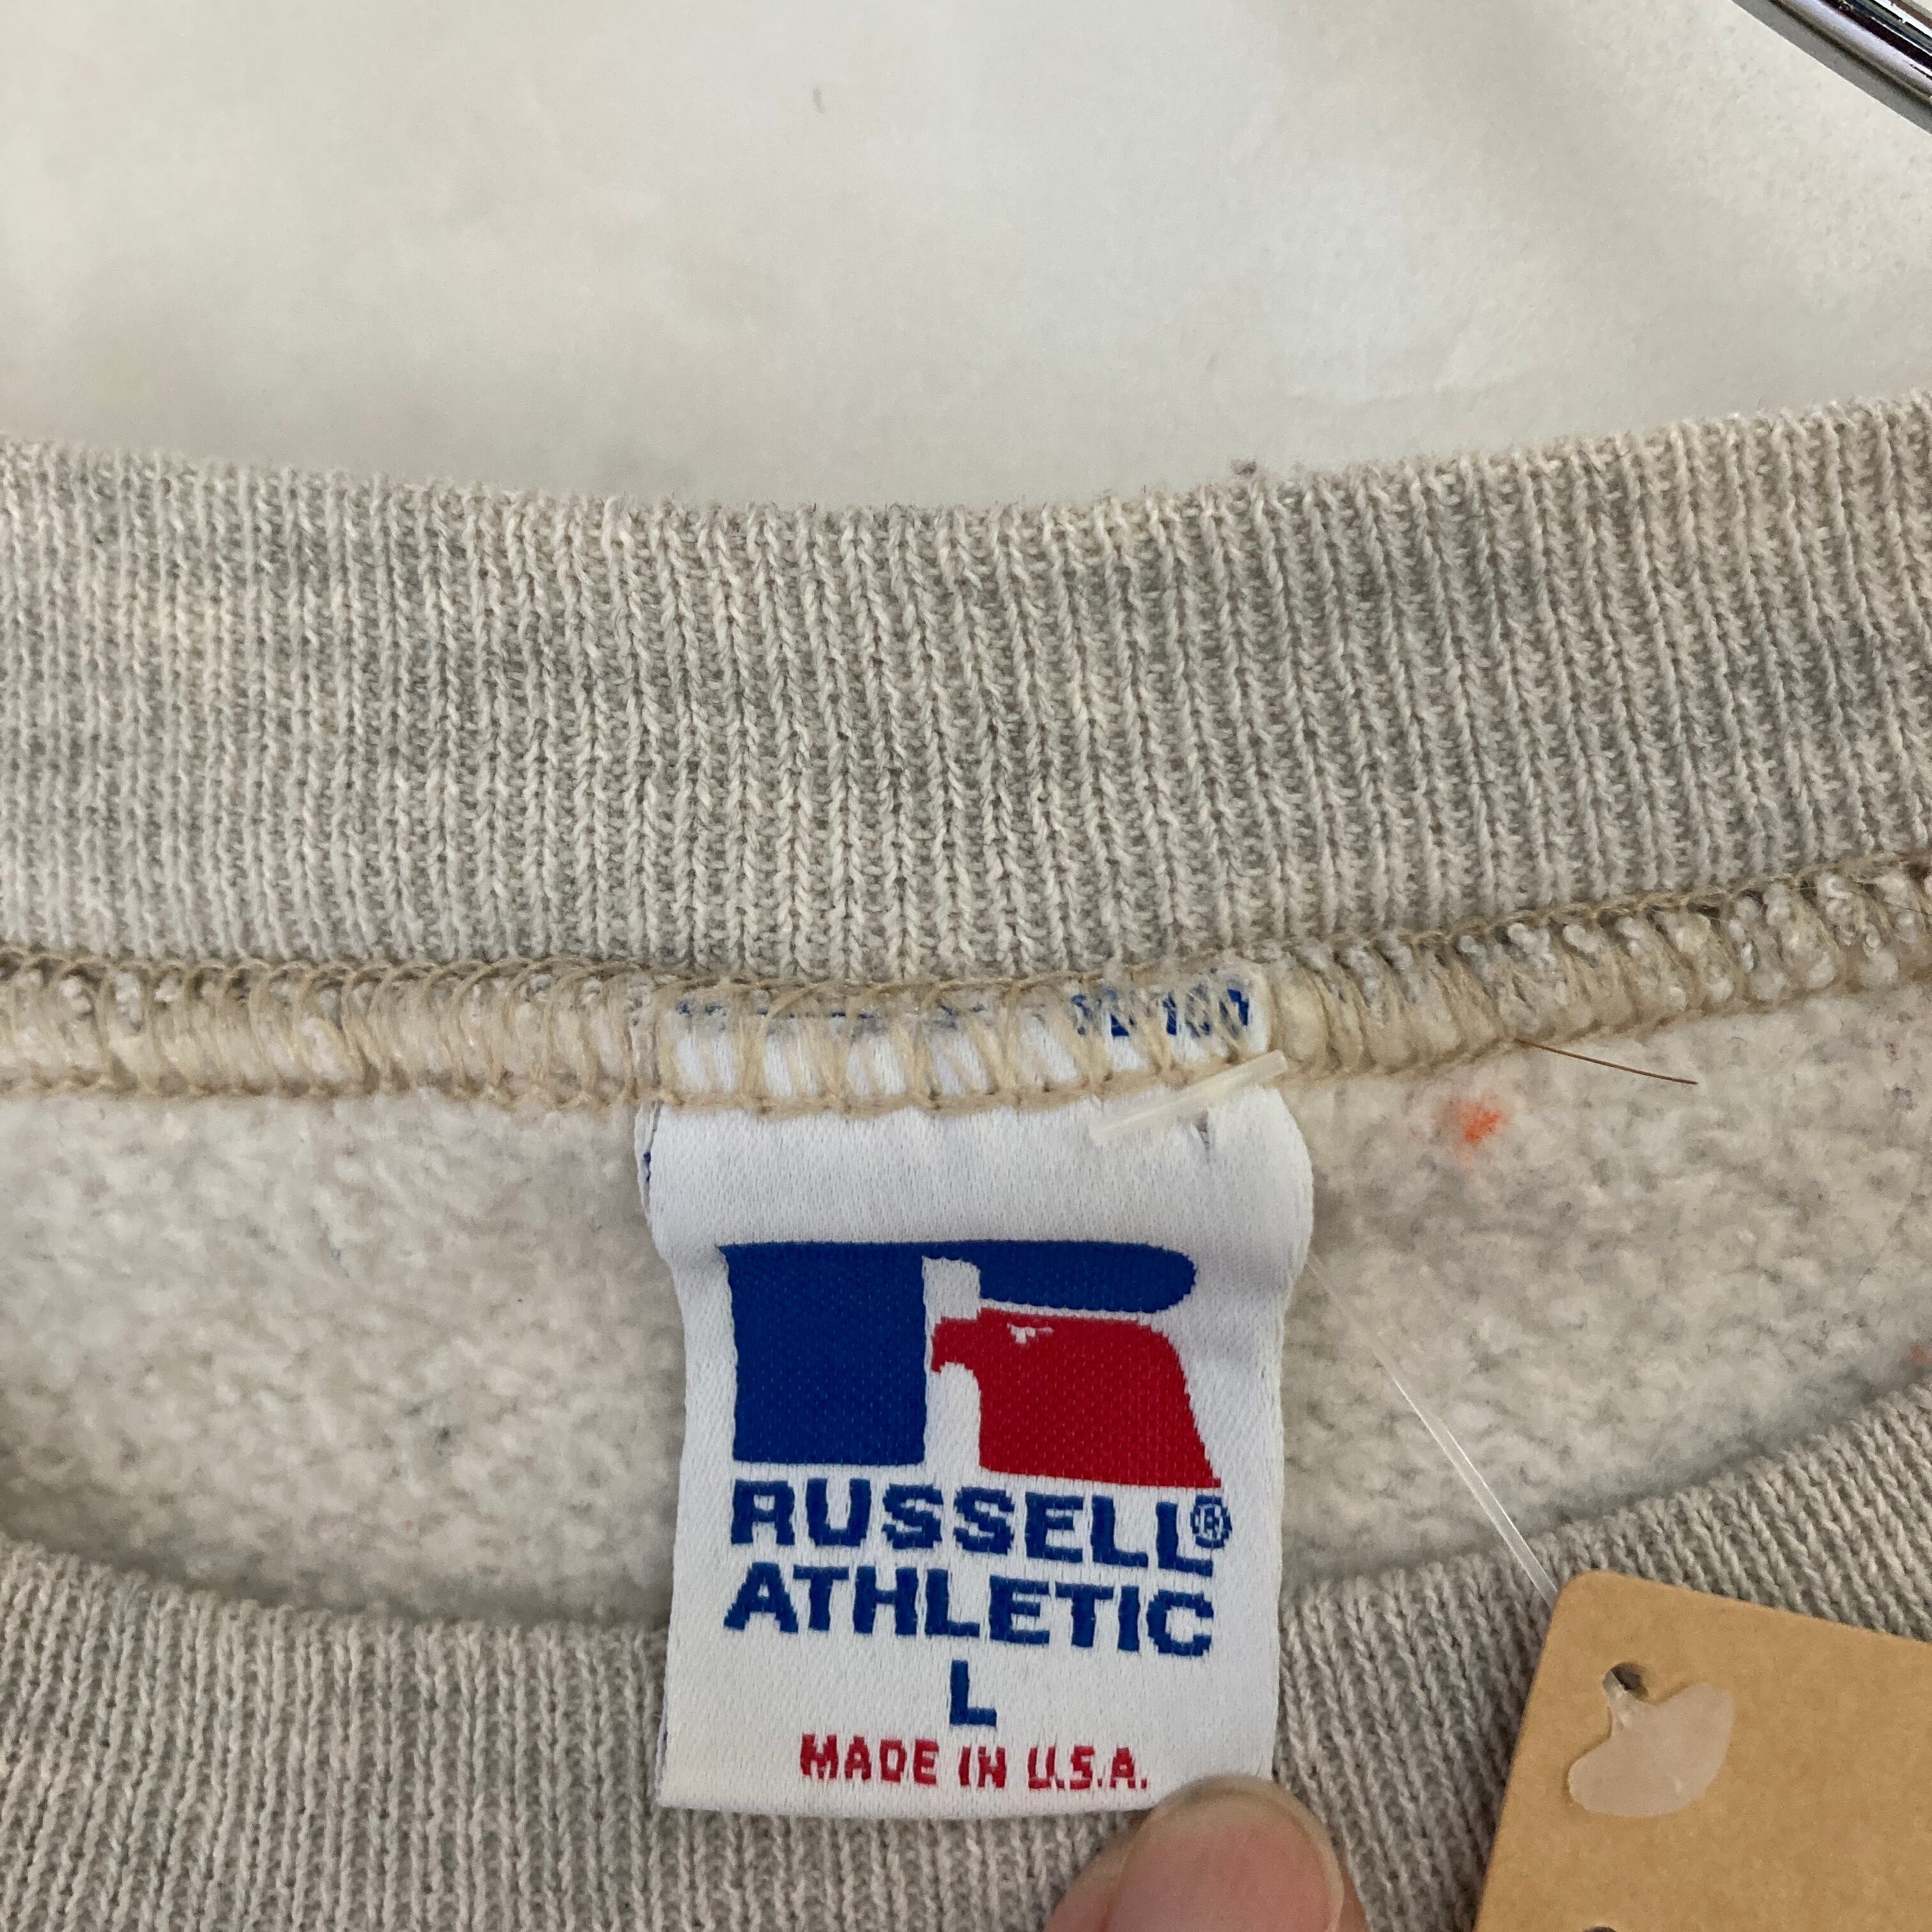 RUSSELL®
ATHLETIC
L
MADE IN U.S.A.